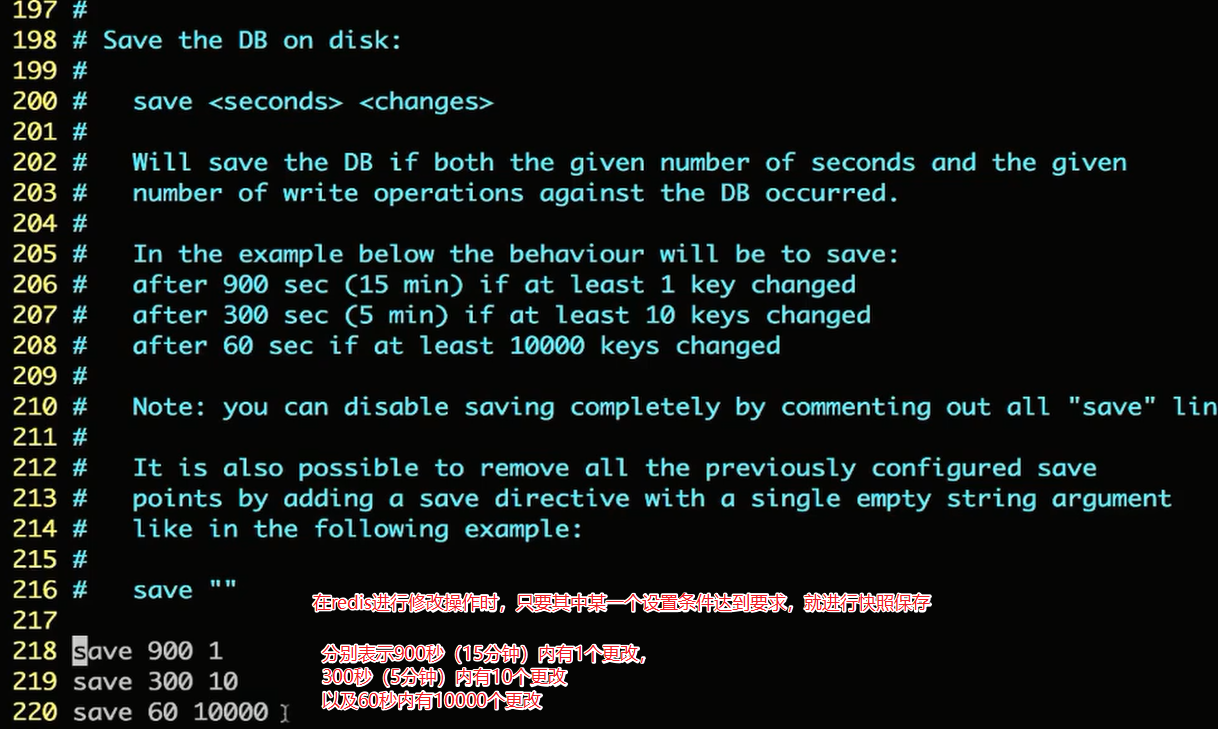 197 #
198 # Save the DB on disk:
199 #
200 #   save <seconds> <changes>
201 #
202 #   Will save the DB if both the given number of seconds and the given
203 #   number of write operations against the DB occurred.
204 #
205 #   In the example below the behaviour will be to save:
206 #   after 900 sec (15 min) if at least 1 key changed
207 #   after 300 sec (5 min) if at least 10 keys changed
208 #   after 60 sec if at least 10000 keys changed
209 #
210 #   Note: you can disable saving completely by commenting out all "save" lin
211 #
212 #   It is also possible to remove all the previously configured save
213 #   points by adding a save directive with a single empty string argument
214 #   like in the following example:
215 #
216 #   save ""
在redis进行修改操作时，只要其中某一个设置条件达到要求，就进行快照保存
217
218 save 900 1
分别表示900秒（15分钟）内有1个更改，
219 save 300 10
300秒（5分钟）内有10个更改
220 save 60 10000
以及60秒内有10000个更改